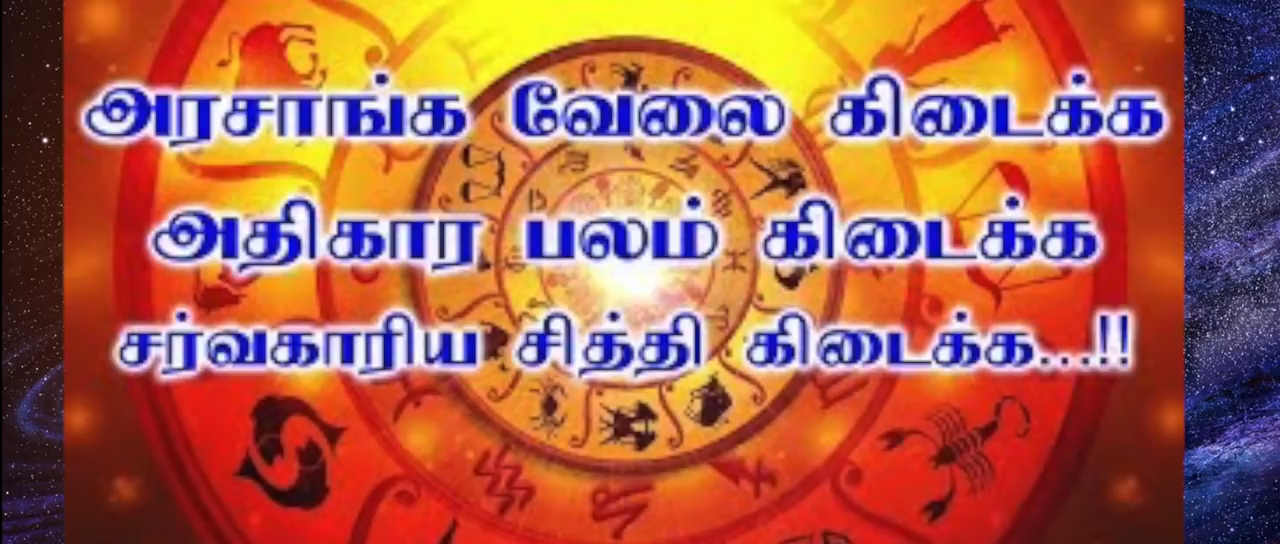 அரசாங்க வேலை கிடைக்க
அதிகார பலம் கிடைக்க
சர்வகாரிய சித்தி கிடைக்க...!!